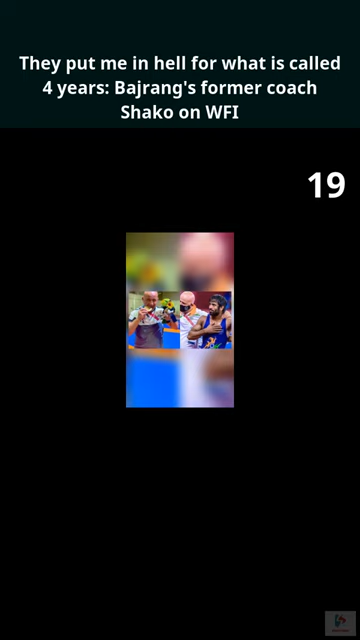 They put me in hell for what is called
4 years: Bajrang's former coach
Shako on WFI
19